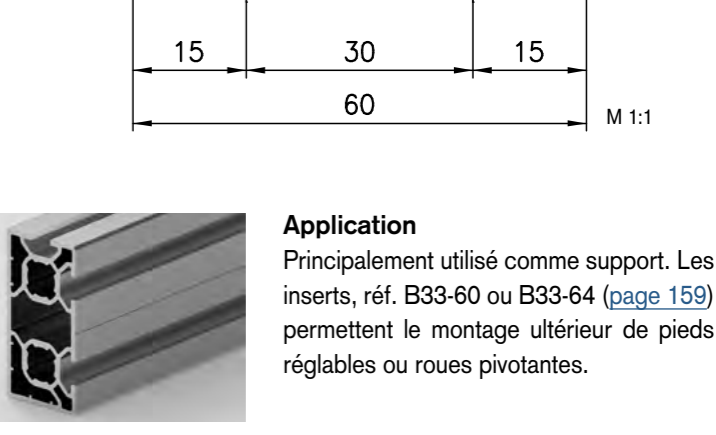 15 30 15
60
M 1:1
Application
Principalement utilisé comme support. Les
inserts, réf. B33-60 ou B33-64 (page 159)
permettent le montage ultérieur de pieds
réglables ou roues pivotantes.